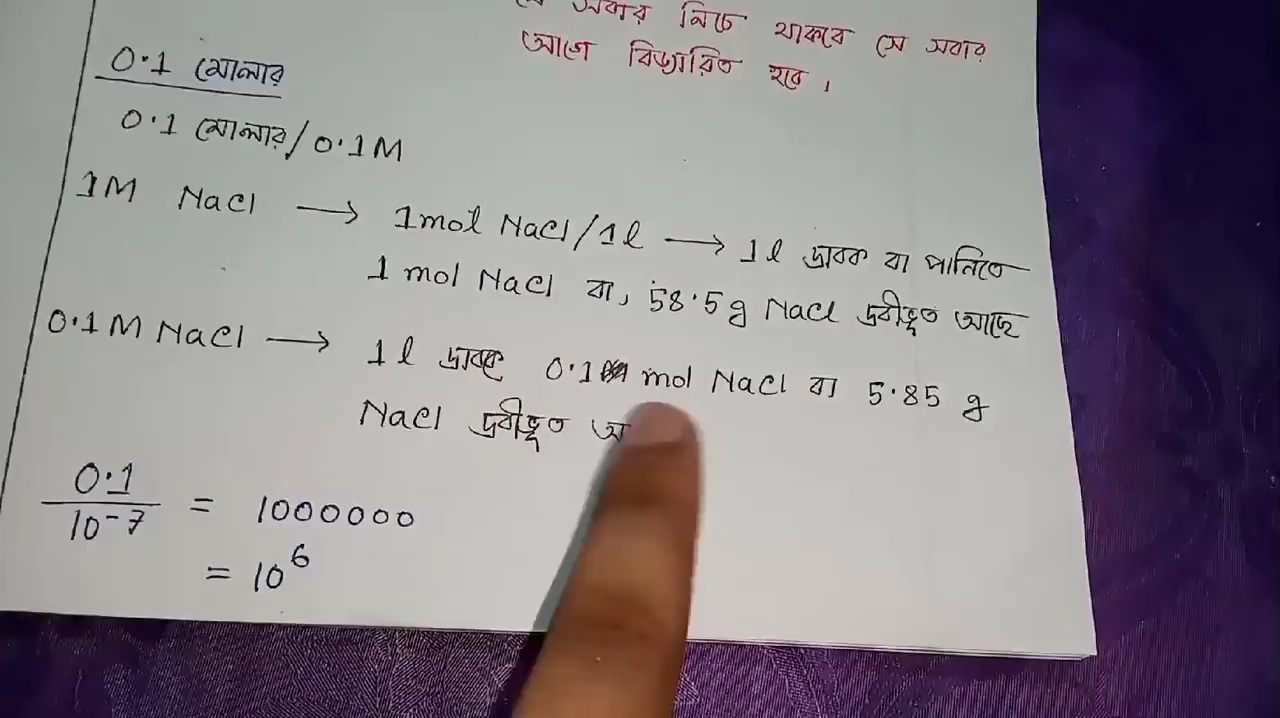 সবার নিচে থাকবে সে সবার
আগে বিজারিত হবে।
0.1 মোলার
0.1 মোলার/0.1M
1M NaCl → 1mol NaCl/1l → 1l দ্রাবক বা পানিতে
1 mol NaCl বা, 58.5g NaCl দ্রবীভূত আছে
0.1M NaCl → 1l দ্রাবকে 0.1 mol NaCl বা 5.85 g
NaCl দ্রবীভূত
0.1
10⁻⁷ = 1000000
= 10⁶